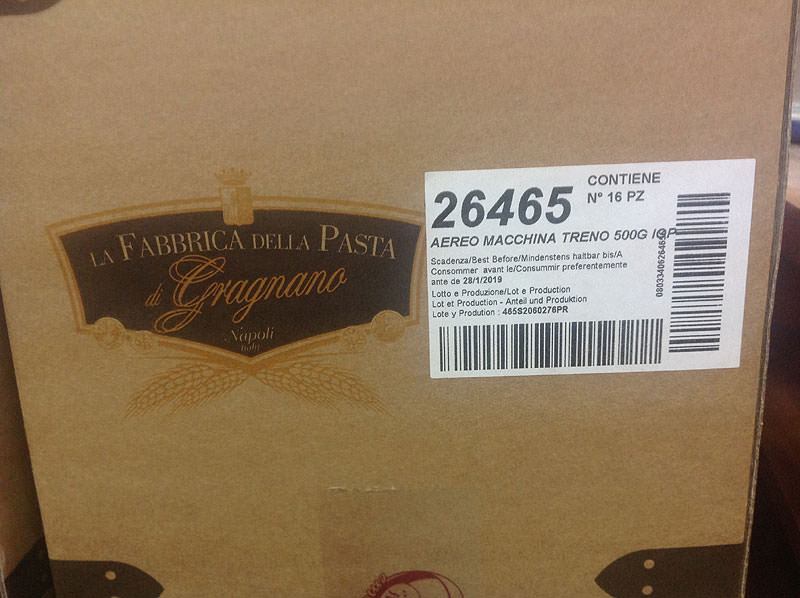 LA FABBRICA DELLA PASTA
di Gragnano
Napoli
Italy
26465
CONTIENE
N° 16 PZ
AEREO MACCHINA TRENO 500G IGP
Scadenza/Best Before/Mindenstens haltbar bis/A
Consommer avant le/Consummir preferentemente
ante de 28/1/2019
Lotto e Produzione/Lot e Production
Lot et Production - Anteil und Produktion
Lote y Prodution : 465S2060276PR